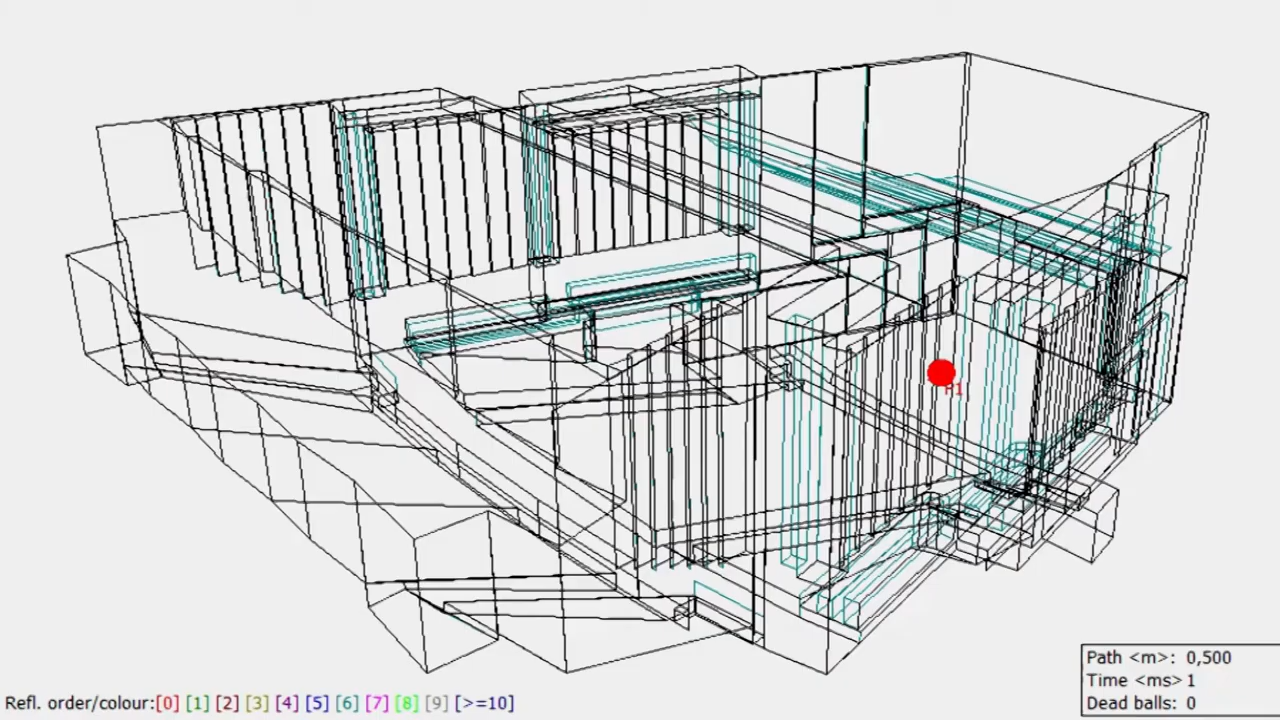 P1
Path <m>: 0,500
Time <ms> 1
Dead balls: 0
Refl. order/colour:[0] [1] [2] [3] [4] [5] [6] [7] [8] [9] [>=10]